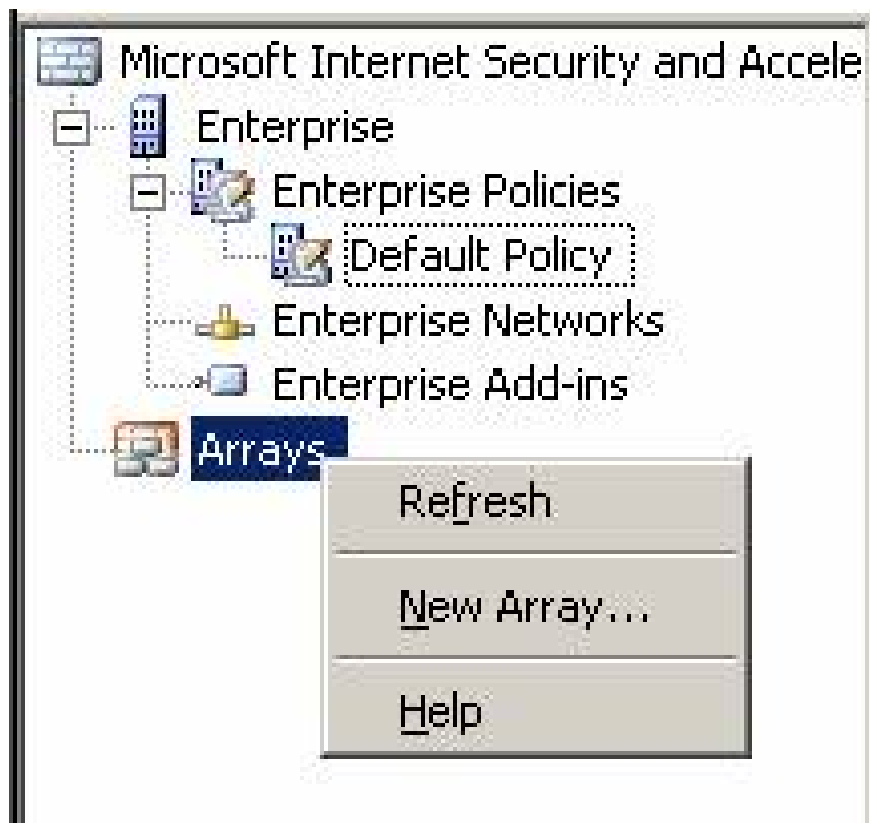 Microsoft Internet Security and Accele
Enterprise
Enterprise Policies
Default Policy
Enterprise Networks
Enterprise Add-ins
Arrays
Refresh
New Array...
Help